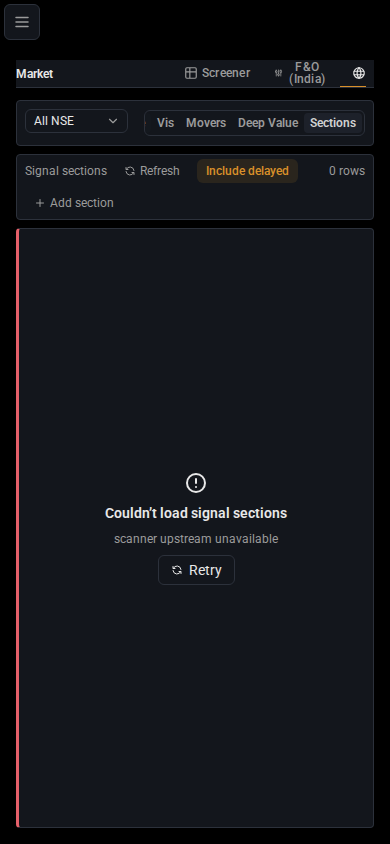 Market
Screener
F&O
(India)
All NSE
Vis
Movers
Deep Value
Sections
Signal sections
Refresh
Include delayed
0 rows
Add section
Couldn't load signal sections
scanner upstream unavailable
Retry